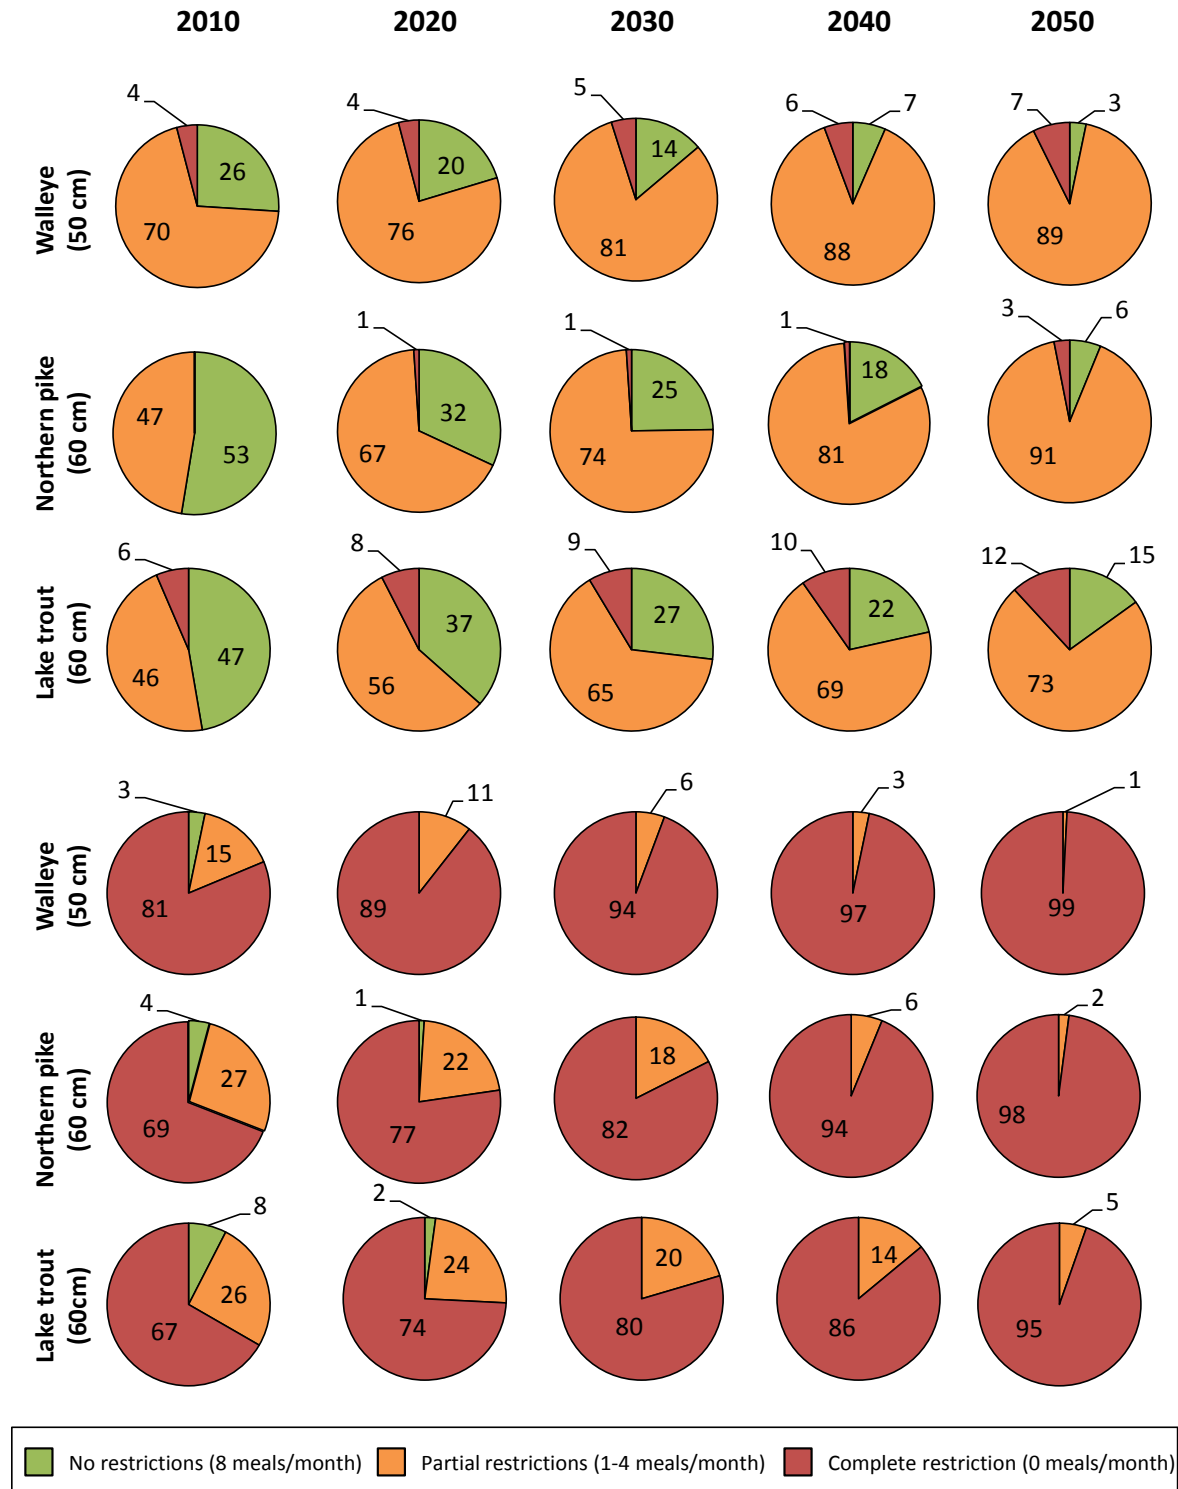 2010 2020 2030 2040 2050
Walleye
(50 cm)
4 26 70
4 20 76
5 14 81
6 7 88
7 3 89
Northern pike
(60 cm)
47 53
1 32 67
1 25 74
1 18 81
3 6 91
Lake trout
(60 cm)
6 47 46
8 37 56
9 27 65
10 22 69
12 15 73
Walleye
(50 cm)
3 15 81
11 89
6 94
3 97
1 99
Northern pike
(60 cm)
4 27 69
1 22 77
18 82
6 94
2 98
Lake trout
(60cm)
8 26 67
2 24 74
20 80
14 86
5 95
No restrictions (8 meals/month) Partial restrictions (1-4 meals/month) Complete restriction (0 meals/month)